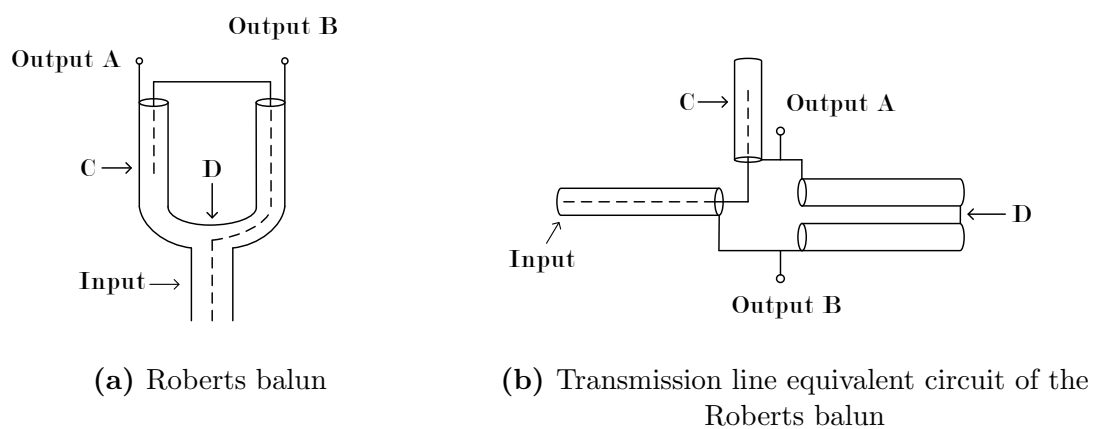 Output B
Output A
C
D
Input
(a) Roberts balun
C
Output A
D
Input
Output B
(b) Transmission line equivalent circuit of the
Roberts balun